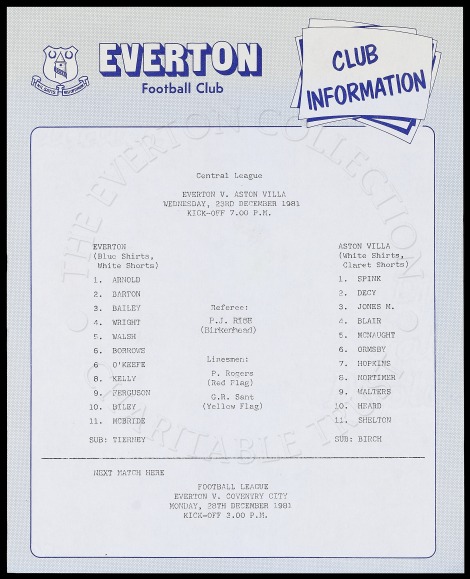 EVERTON
Football Club
CLUB
INFORMATION
THE EVERTON COLLECTION
CHARITABLE TRUST
Central League
EVERTON V. ASTON VILLA
WEDNESDAY, 23RD DECEMBER 1981
KICK-OFF 7.00 P.M.
EVERTON
(Blue Shirts,
White Shorts)
1. ARNOLD
2. BARTON
3. BAILEY
4. WRIGHT
5. WALSH
6. BORROWS
6 O'KEEFE
8. KELLY
9. FERGUSON
10. BILEY
11. MCBRIDE
SUB: TIERNEY
Referee:
P.J. RICE
(Birkenhead)
Linesmen:
P. Rogers
(Red Flag)
G.R. Sant
(Yellow Flag)
ASTON VILLA
(White Shirts,
Claret Shorts)
1. SPINK
2. DECY
3. JONES M.
4. BLAIR
5. MCNAUGHT
6. ORMSBY
7. HOPKINS
8. MORTIMER
9. WALTERS
10. HEARD
11. SHELTON
SUB: BIRCH
NEXT MATCH HERE
FOOTBALL LEAGUE
EVERTON V. COVENTRY CITY
MONDAY, 28TH DECEMBER 1981
KICK-OFF 3.00 P.M.